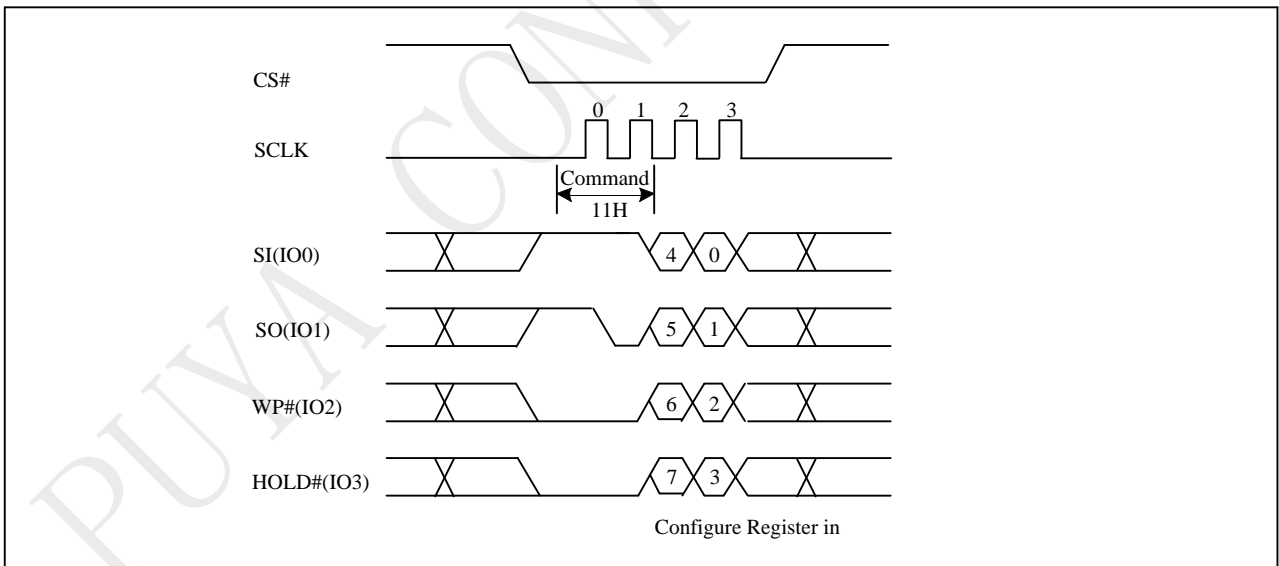 CS#
0 1 2 3
SCLK
Command
11H
SI(IO0) 4 0
SO(IO1) 5 1
WP#(IO2) 6 2
HOLD#(IO3) 7 3
Configure Register in
PUYA